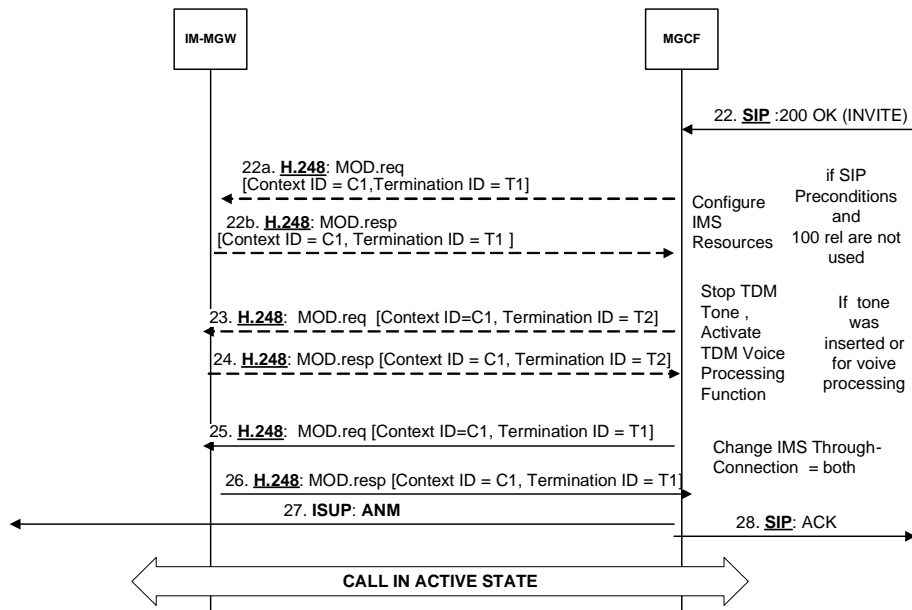 IM-MGW
MGCF
22. SIP :200 OK (INVITE)
22a. H.248: MOD.req
[Context ID = C1,Termination ID = T1]
22b. H.248: MOD.resp
[Context ID = C1, Termination ID = T1 ]
Configure
IMS
Resources
if SIP
Preconditions
and
100 rel are not
used
23. H.248:  MOD.req  [Context ID=C1, Termination ID = T2]
24. H.248: MOD.resp [Context ID = C1, Termination ID = T2]
Stop TDM
Tone ,
Activate
TDM Voice
Processing
Function
If  tone
was
inserted or
for voive
processing
25. H.248:  MOD.req [Context ID=C1, Termination ID = T1]
26. H.248: MOD.resp [Context ID = C1, Termination ID = T1]
Change IMS Through-
Connection  = both
27. ISUP: ANM
28. SIP: ACK
CALL IN ACTIVE STATE